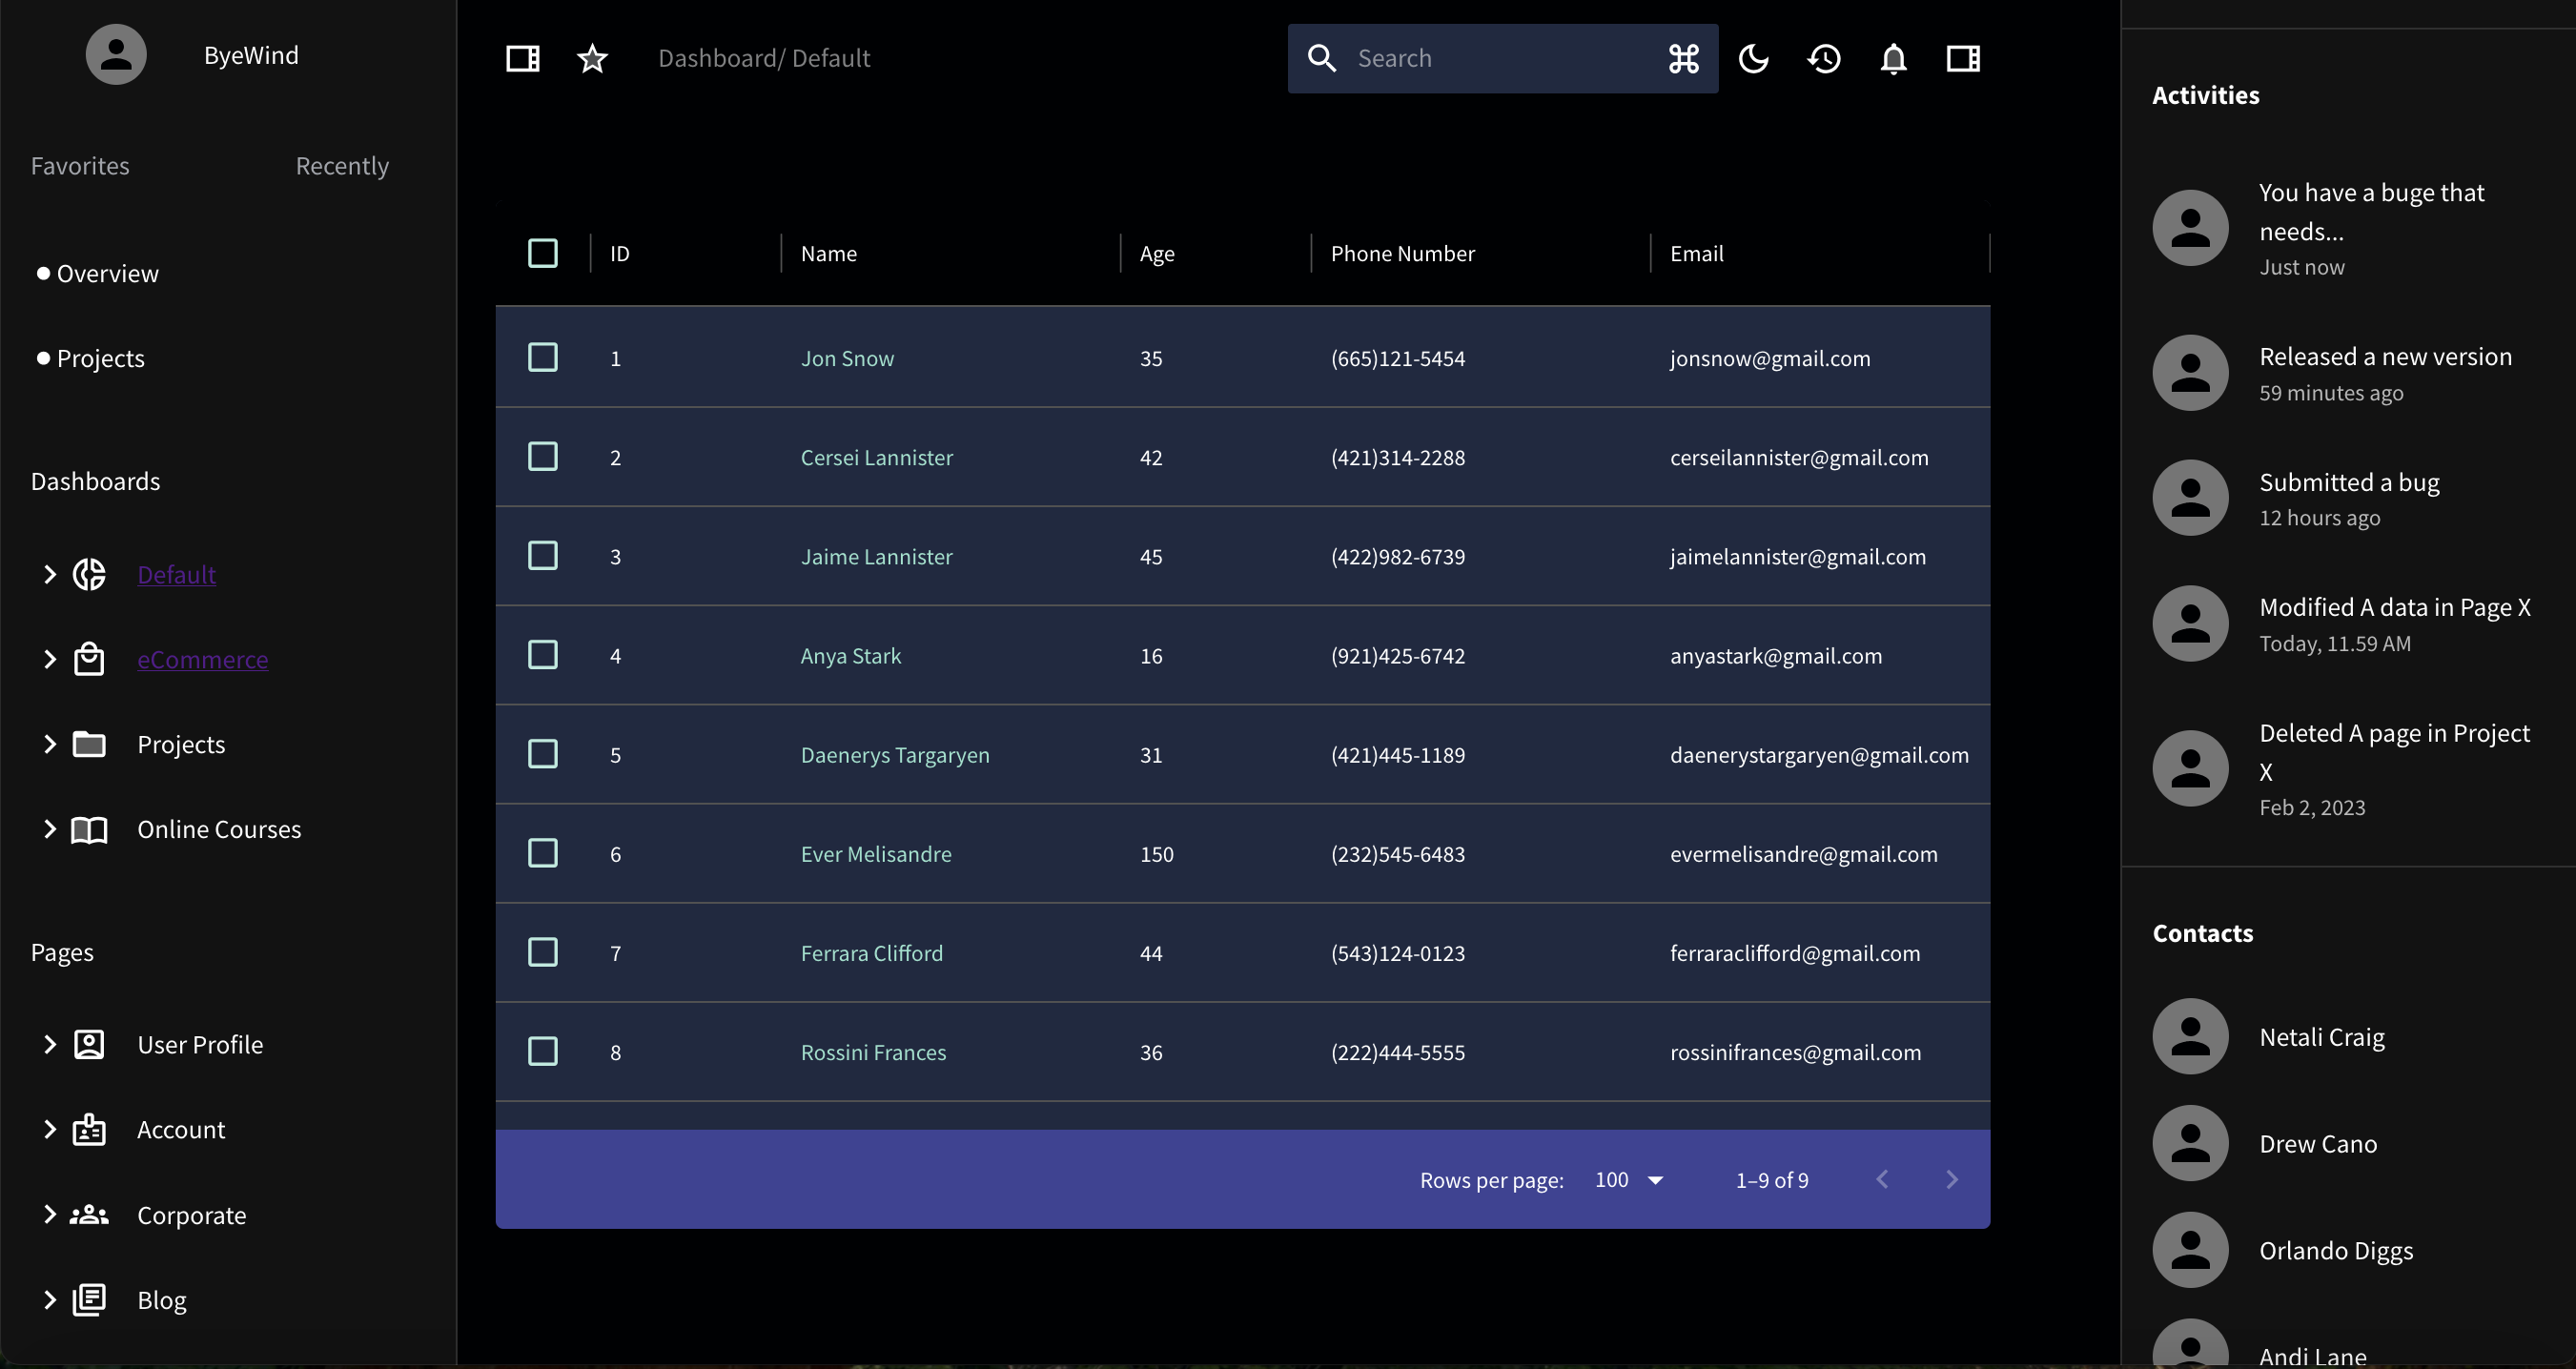 ByeWind
Favorites Recently
Overview
Projects
Dashboards
Default
eCommerce
Projects
Online Courses
Pages
User Profile
Account
Corporate
Blog
Dashboard/ Default
Search
ID Name Age Phone Number Email
1 Jon Snow 35 (665)121-5454 jonsnow@gmail.com
2 Cersei Lannister 42 (421)314-2288 cerseilannister@gmail.com
3 Jaime Lannister 45 (422)982-6739 jaimelannister@gmail.com
4 Anya Stark 16 (921)425-6742 anyastark@gmail.com
5 Daenerys Targaryen 31 (421)445-1189 daenerystargaryen@gmail.com
6 Ever Melisandre 150 (232)545-6483 evermelisandre@gmail.com
7 Ferrara Clifford 44 (543)124-0123 ferraraclifford@gmail.com
8 Rossini Frances 36 (222)444-5555 rossinifrances@gmail.com
Rows per page: 100 1–9 of 9
Activities
You have a buge that
needs...
Just now
Released a new version
59 minutes ago
Submitted a bug
12 hours ago
Modified A data in Page X
Today, 11.59 AM
Deleted A page in Project
X
Feb 2, 2023
Contacts
Netali Craig
Drew Cano
Orlando Diggs
Andi Lane